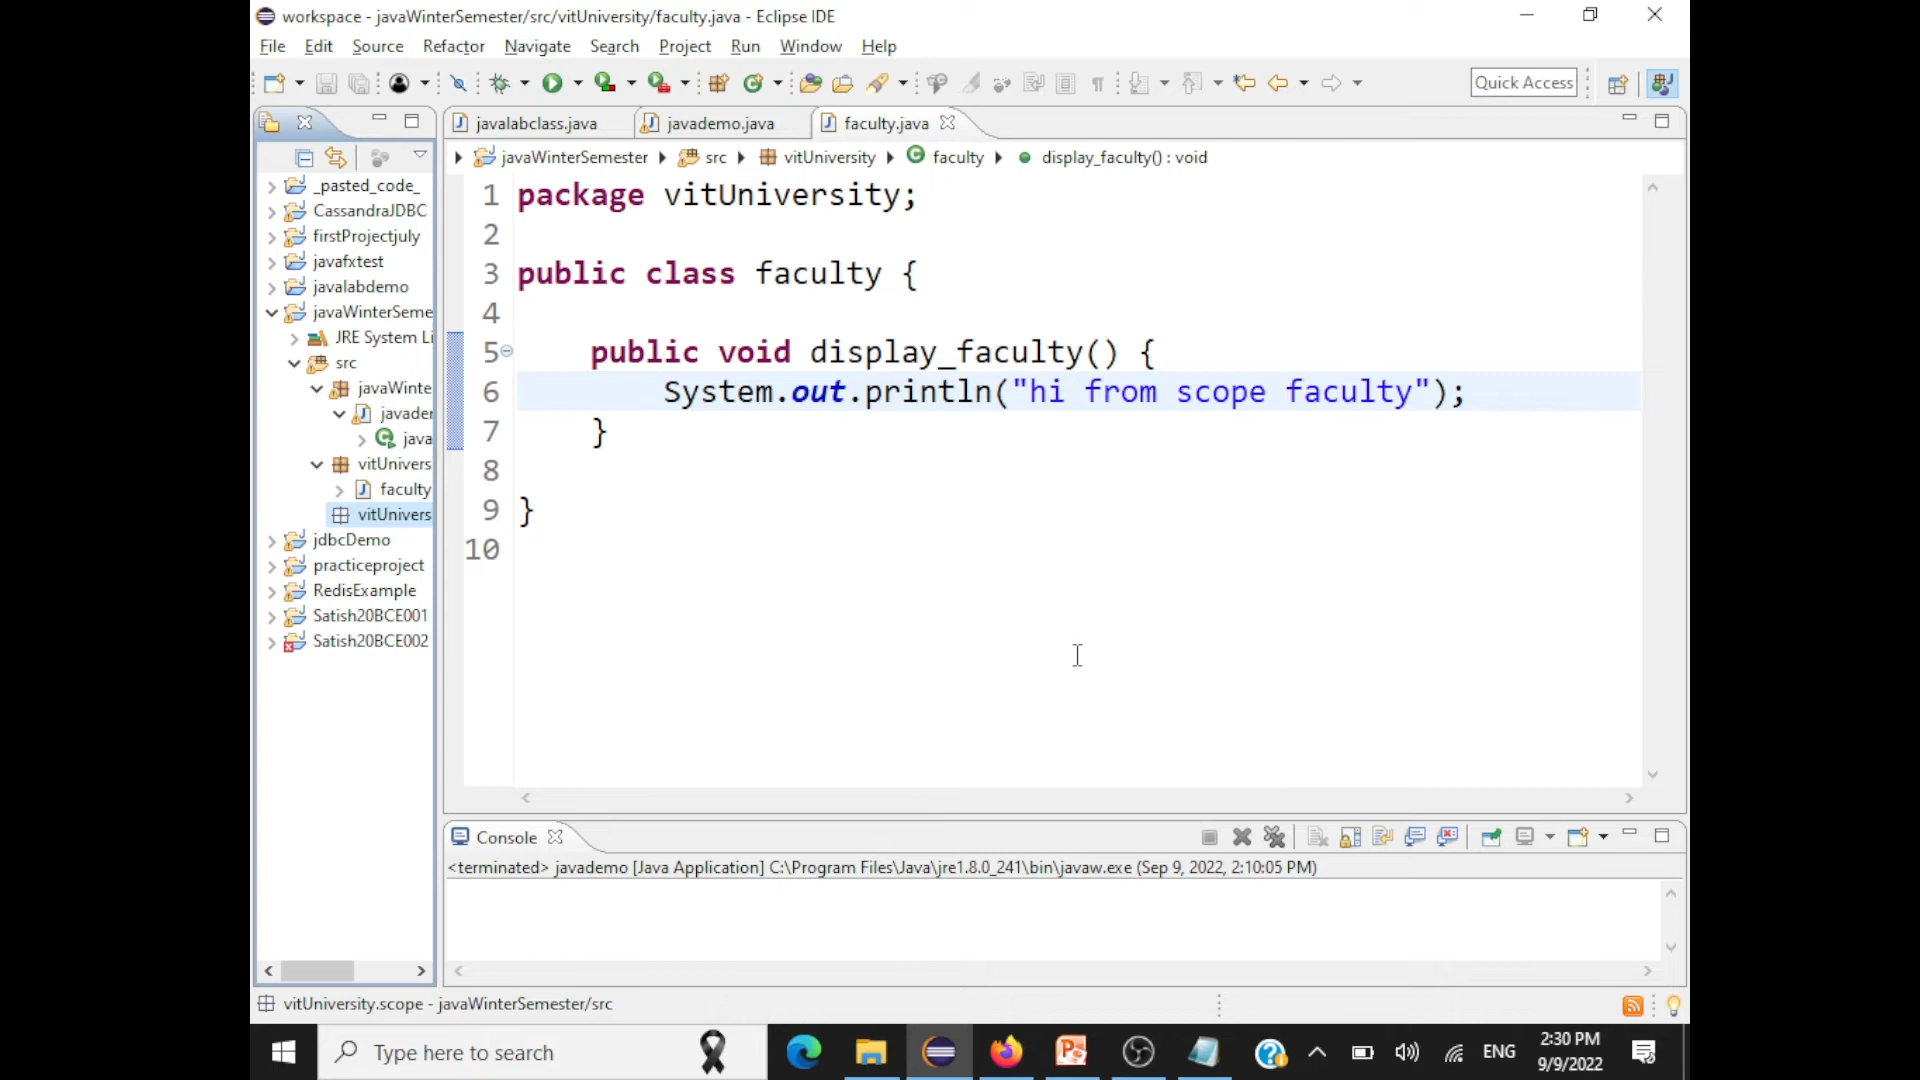 workspace - javaWinterSemester/src/vitUniversity/faculty.java - Eclipse IDE
File Edit Source Refactor Navigate Search Project Run Window Help
Quick Access
javalabclass.java javademo.java faculty.java
javaWinterSemester src vitUniversity faculty display_faculty() : void
_pasted_code_
CassandraJDBC
firstProjectjuly
javafxtest
javalabdemo
javaWinterSeme
JRE System Li
src
javaWinte
javader
java
vitUnivers
faculty
vitUnivers
jdbcDemo
practiceproject
RedisExample
Satish20BCE001
Satish20BCE002
1 package vitUniversity;
2
3 public class faculty {
4
5 public void display_faculty() {
6 System.out.println("hi from scope faculty");
7 }
8
9 }
10
Console
<terminated> javademo [Java Application] C:\Program Files\Java\jre1.8.0_241\bin\javaw.exe (Sep 9, 2022, 2:10:05 PM)
vitUniversity.scope - javaWinterSemester/src
Type here to search
ENG
2:30 PM
9/9/2022